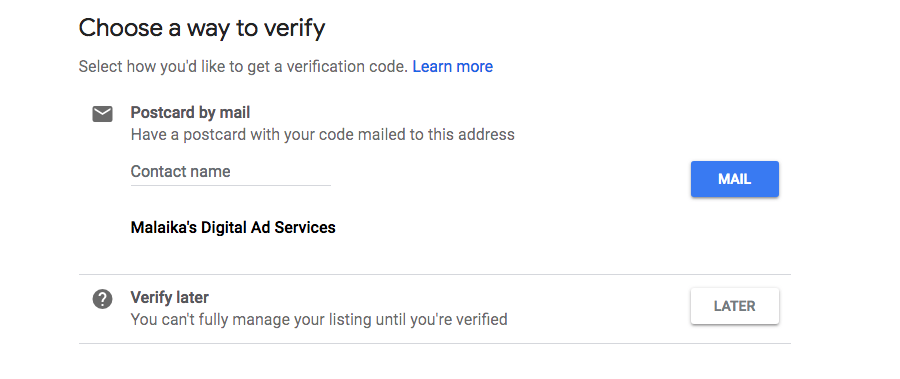 Choose a way to verify
Select how you'd like to get a verification code. Learn more
Postcard by mail
Have a postcard with your code mailed to this address
Contact name
MAIL
Malaika's Digital Ad Services
Verify later
You can't fully manage your listing until you're verified
LATER